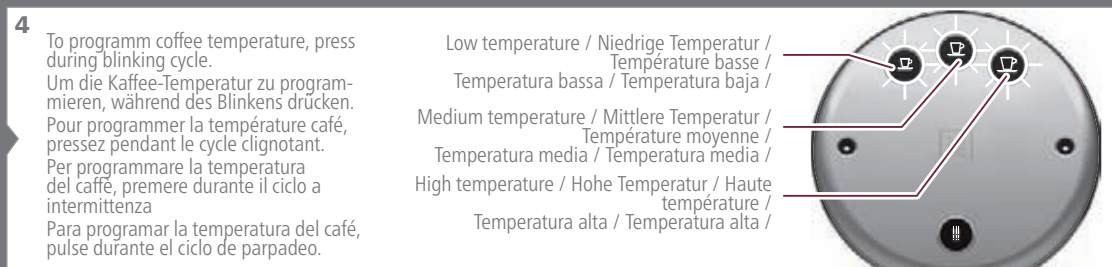 4
To programm coffee temperature, press
during blinking cycle.
Um die Kaffee-Temperatur zu program-
mieren, während des Blinkens drücken.
Pour programmer la température café,
pressez pendant le cycle clignotant.
Per programmare la temperatura
del caffè, premere durante il ciclo a
intermittenza
Para programar la temperatura del café,
pulse durante el ciclo de parpadeo.
Low temperature / Niedrige Temperatur /
Température basse /
Temperatura bassa / Temperatura baja /
Medium temperature / Mittlere Temperatur /
Température moyenne /
Temperatura media / Temperatura media /
High temperature / Hohe Temperatur / Haute
température /
Temperatura alta / Temperatura alta /